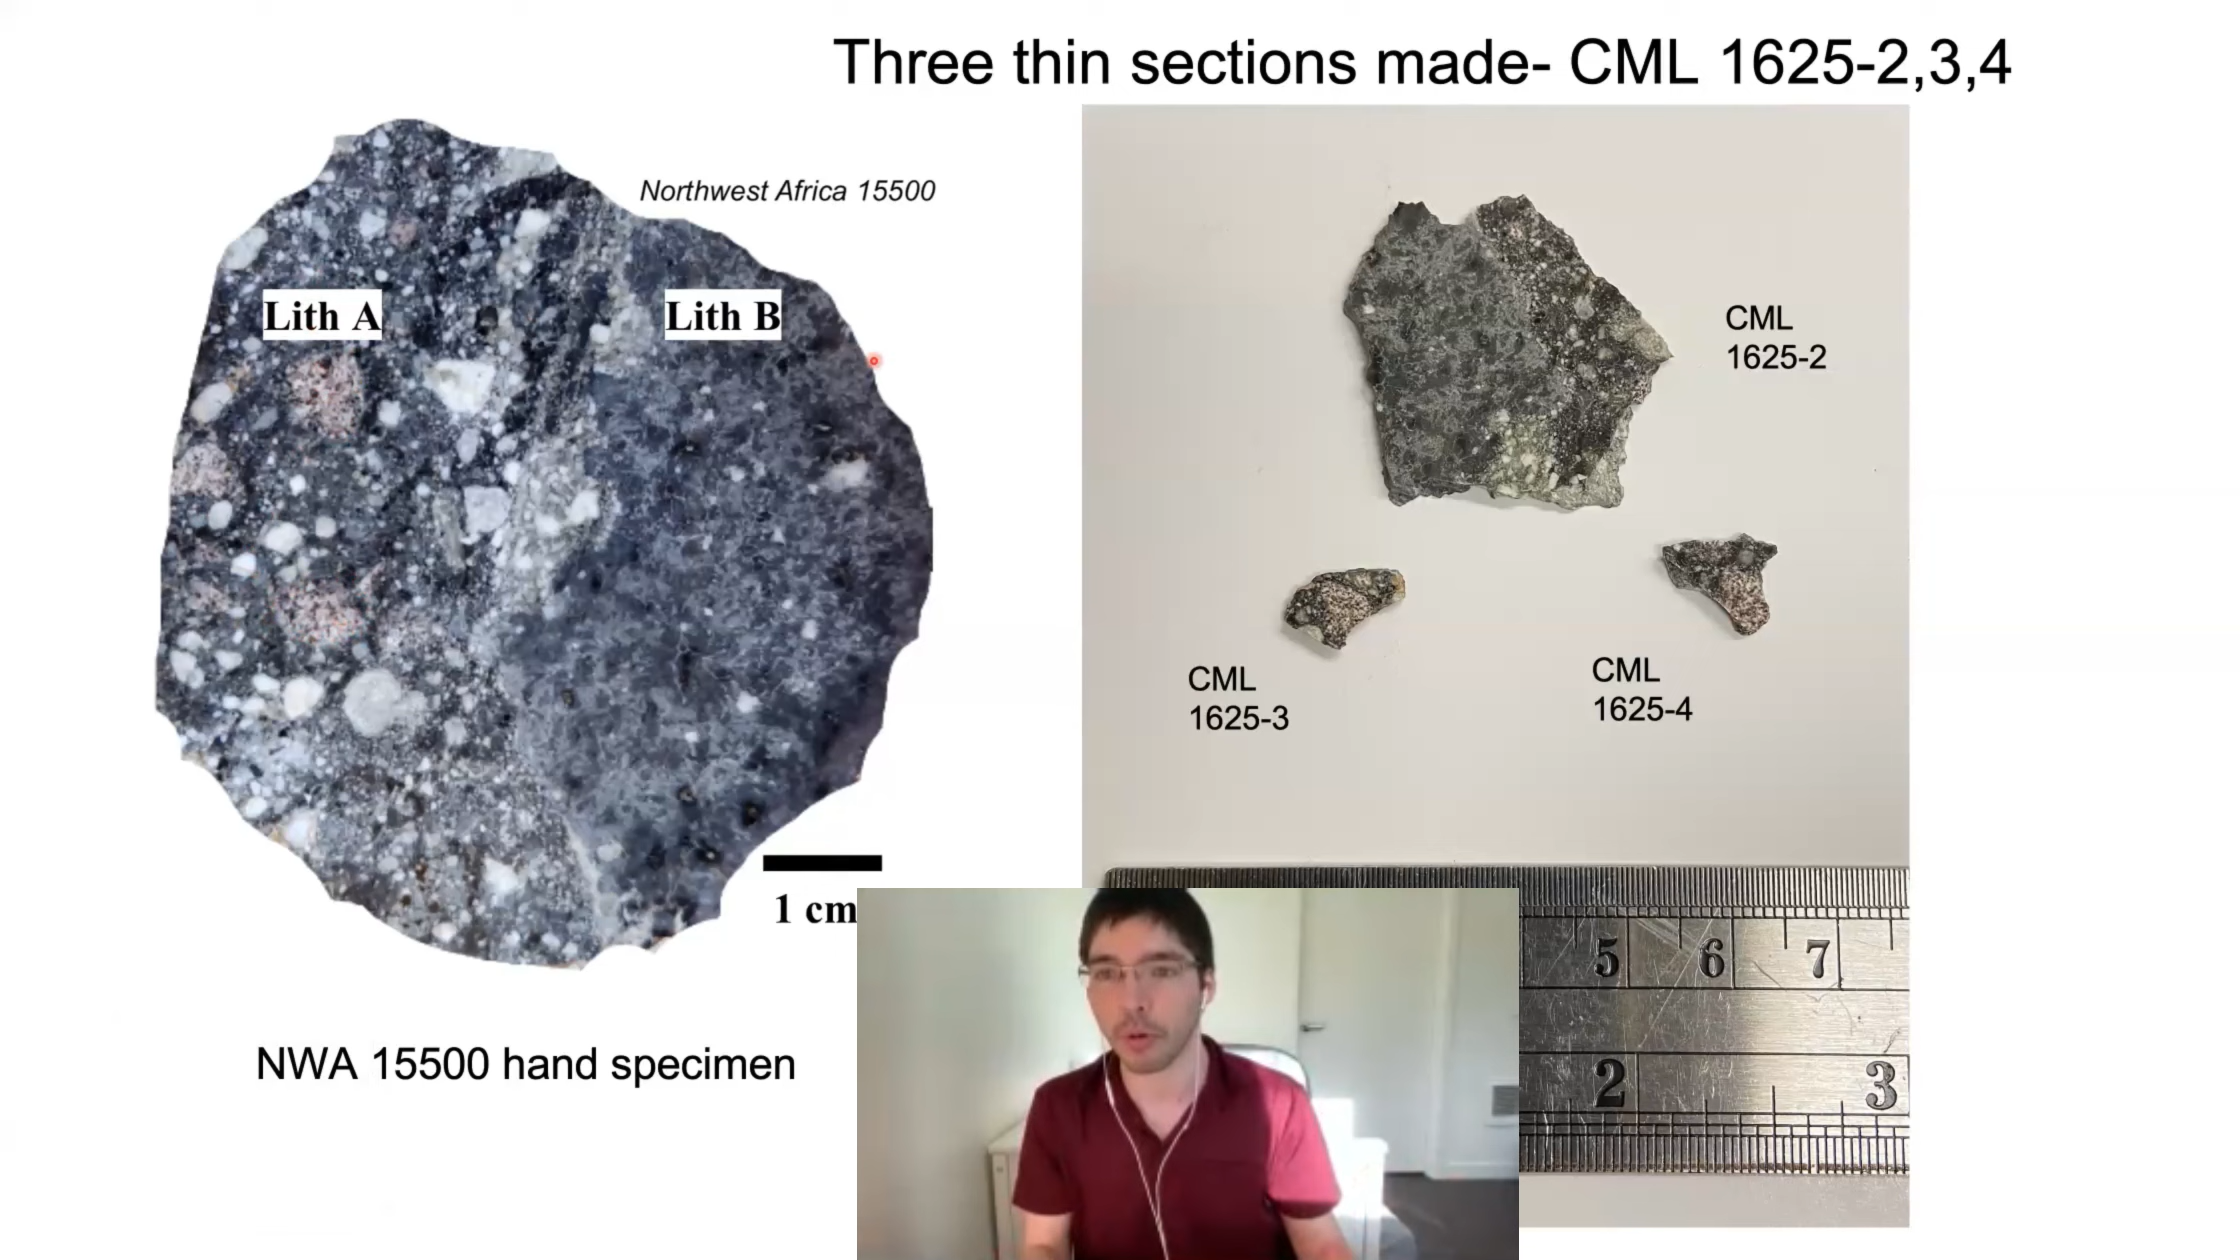 Three thin sections made- CML 1625-2,3,4
Northwest Africa 15500
Lith A
Lith B
CML
1625-2
CML
1625-3
CML
1625-4
1 cm
5 6 7
2 3
NWA 15500 hand specimen